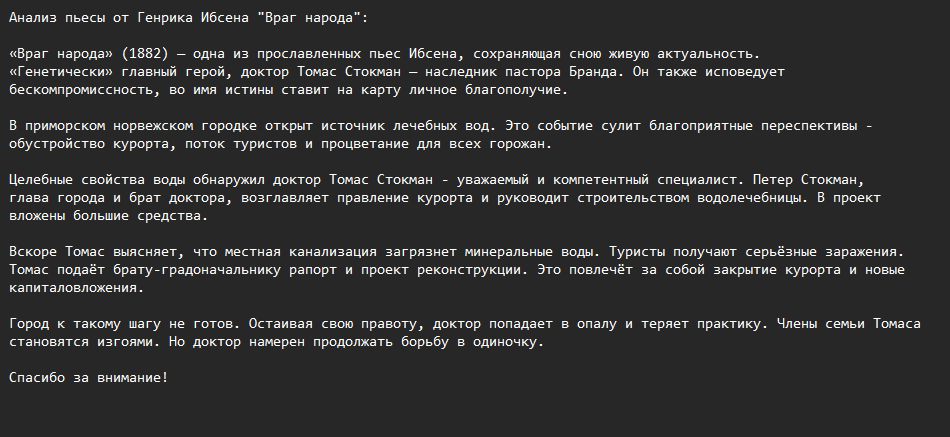 Анализ пьесы от Генрика Ибсена "Враг народа":
«Враг народа» (1882) — одна из прославленных пьес Ибсена, сохраняющая сною живую актуальность.
«Генетически» главный герой, доктор Томас Стокман — наследник пастора Бранда. Он также исповедует
бескомпромиссность, во имя истины ставит на карту личное благополучие.
В приморском норвежском городке открыт источник лечебных вод. Это событие сулит благоприятные переспективы -
обустройство курорта, поток туристов и процветание для всех горожан.
Целебные свойства воды обнаружил доктор Томас Стокман - уважаемый и компетентный специалист. Петер Стокман,
глава города и брат доктора, возглавляет правление курорта и руководит строительством водолечебницы. В проект
вложены большие средства.
Вскоре Томас выясняет, что местная канализация загрязнет минеральные воды. Туристы получают серьёзные заражения.
Томас подаёт брату-градоначальнику рапорт и проект реконструкции. Это повлечёт за собой закрытие курорта и новые
капиталовложения.
Город к такому шагу не готов. Остаивая свою правоту, доктор попадает в опалу и теряет практику. Члены семьи Томаса
становятся изгоями. Но доктор намерен продолжать борьбу в одиночку.
Спасибо за внимание!